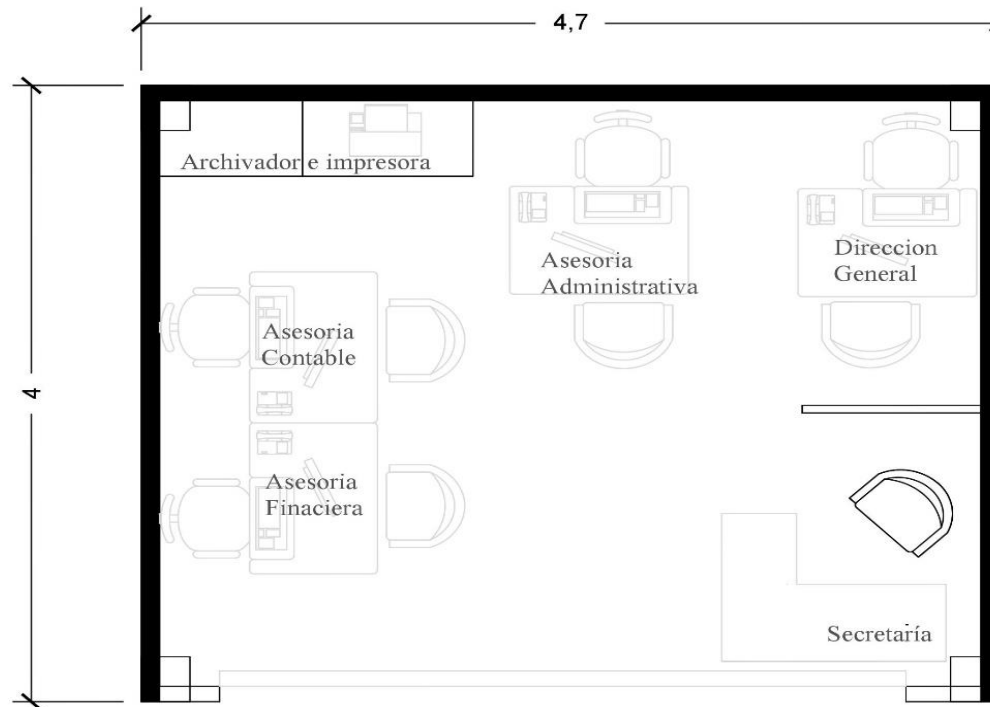 4,7
4
Archivador e impresora
Asesoria
Administrativa
Direccion
General
Asesoria
Contable
Asesoria
Finaciera
Secretaría